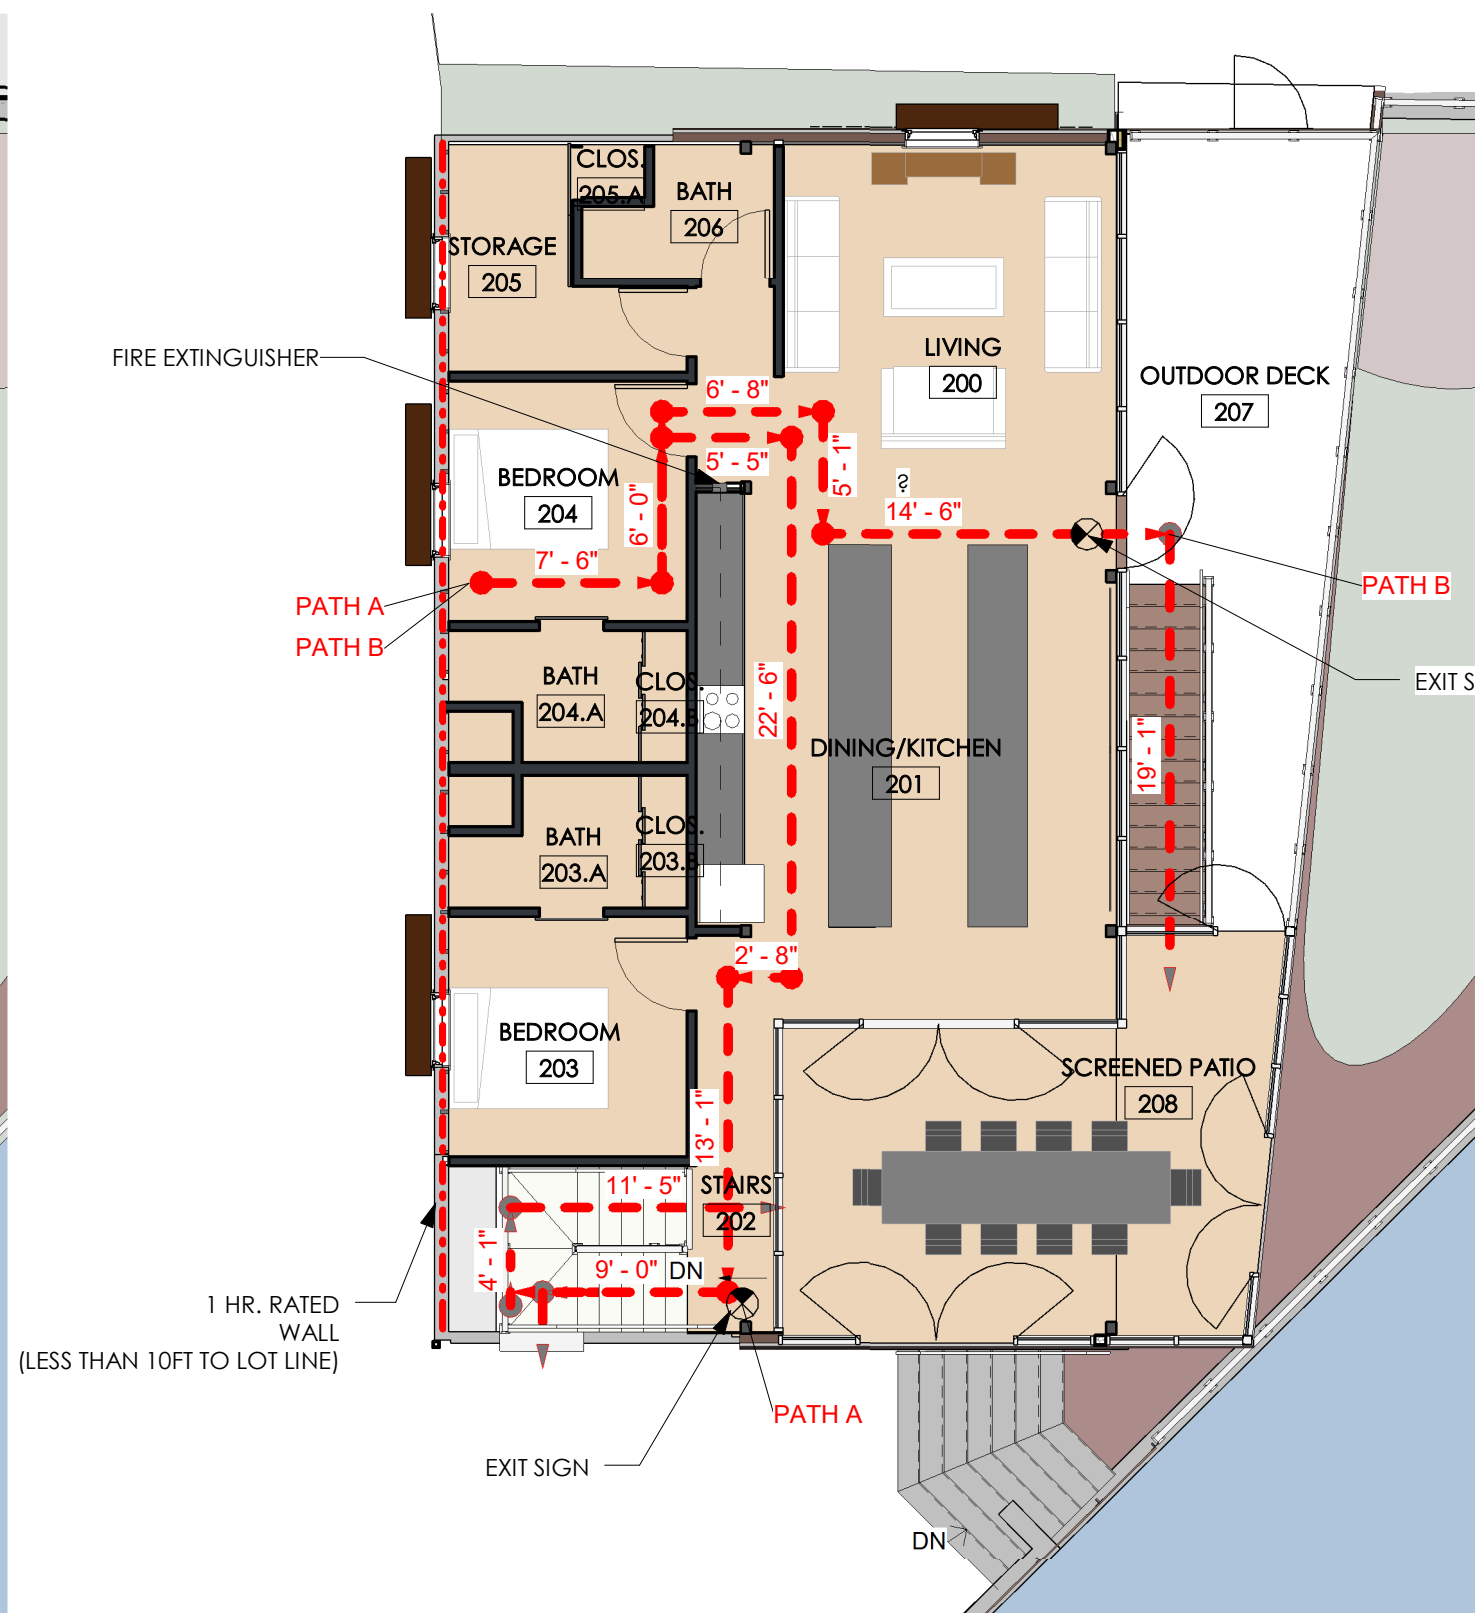 CLOS.
205.A
BATH
206
STORAGE
205
FIRE EXTINGUISHER
LIVING
200
OUTDOOR DECK
207
6' - 8"
5' - 5"
5' - 1"
?
14' - 6"
BEDROOM
204
6' - 0"
7' - 6"
PATH A
PATH B
PATH B
EXIT S
BATH
204.A
CLOS.
204.B
22' - 6"
DINING/KITCHEN
201
19' - 1"
BATH
203.A
CLOS.
203.B
2' - 8"
BEDROOM
203
SCREENED PATIO
208
13' - 1"
11' - 5"
STAIRS
202
4' - 1"
9' - 0"
DN
1 HR. RATED
WALL
(LESS THAN 10FT TO LOT LINE)
PATH A
EXIT SIGN
DN